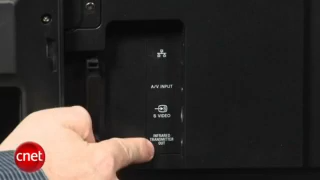 A/V INPUT
S VIDEO
INFRARED
TRANSMITTER
OUT
cnet